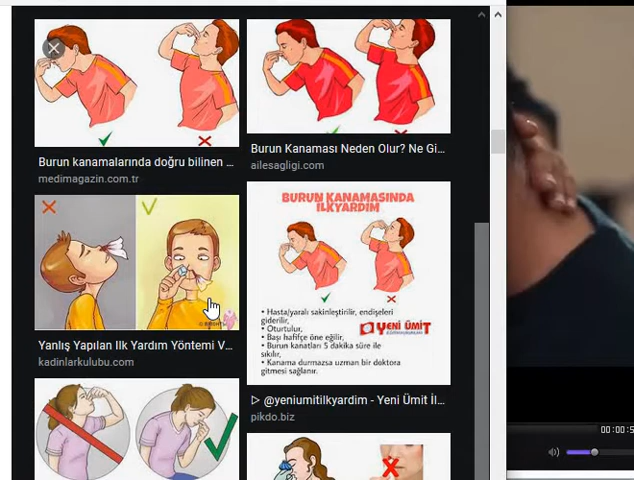 Burun kanamalarında doğru bilinen ...
medimagazin.com.tr
Burun Kanaması Neden Olur? Ne Gi...
ailesagligi.com
Yanlış Yapılan Ilk Yardım Yöntemi V...
kadinlarkulubu.com
BURUN KANAMASINDA
ILKYARDIM
• Hasta/yaralı sakinleştirilir, endişeleri
giderilir,
• Oturtulur,
• Başı hafifçe öne eğilir,
• Burun kanatları 5 dakika süre ile
sıkılır,
• Kanama durmazsa uzman bir doktora
gitmesi sağlanır.
YENİ ÜMİT
▷ @yeniumitilkyardim - Yeni Ümit İl...
pikdo.biz
00:00:5